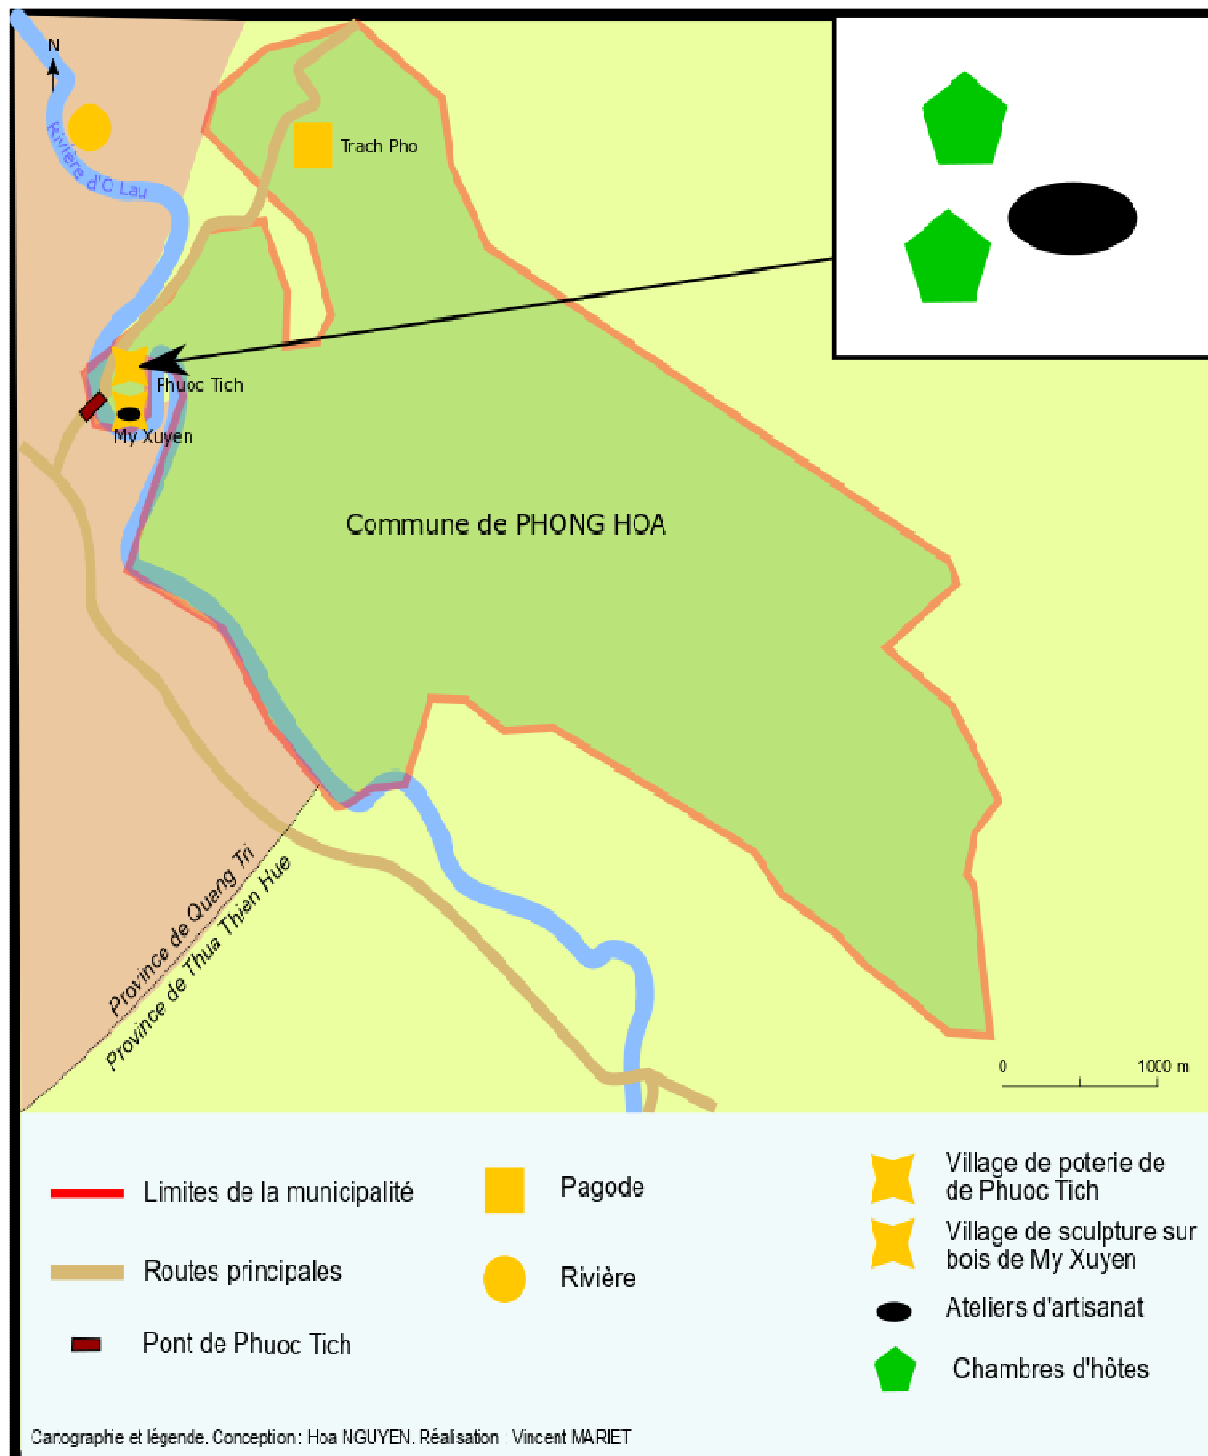 N
Rivière d'O Lau
Trach Pho
Phuoc Tich
My Xuyen
Commune de PHONG HOA
Province de Quang Tri
Province de Thua Thien Hue
0 1000 m
Limites de la municipalité
Routes principales
Pont de Phuoc Tich
Pagode
Rivière
Village de poterie de
de Phuoc Tich
Village de sculpture sur
bois de My Xuyen
Ateliers d'artisanat
Chambres d'hôtes
Carographie et légende. Conception : Hoa NGUYEN. Réalisation : Vincent MARIET